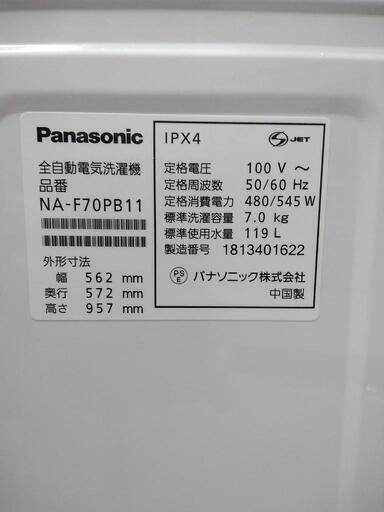 Panasonic
全自動電気洗濯機
品番
NA-F70PB11
外形寸法
幅 562 mm
奥行 572 mm
高さ 957 mm
IPX4
S JET
定格電圧 100 V ～
定格周波数 50/60 Hz
定格消費電力 480/545 W
標準洗濯容量 7.0 kg
標準使用水量 119 L
製造番号 1813401622
PS E パナソニック株式会社
中国製